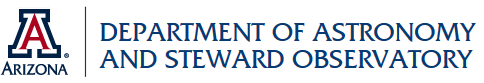 A
ARIZONA
®
DEPARTMENT OF ASTRONOMY
AND STEWARD OBSERVATORY